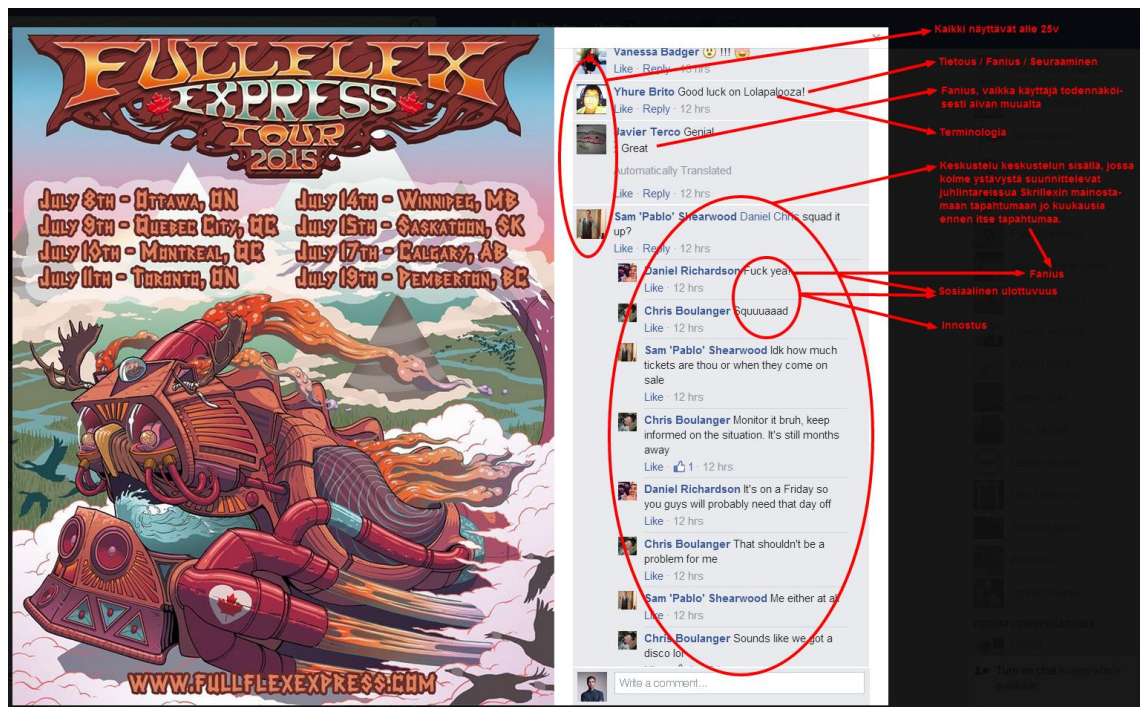 FULLFLEX
EXPRESS
TOUR
2015
July 8th - Ottawa, ON
July 9th - Quebec City, QC
July 10th - Montreal, QC
July 11th - Toronto, ON
July 14th - Winnipeg, MB
July 15th - Saskatoon, SK
July 17th - Calgary, AB
July 19th - Pemberton, BC
WWW.FULLFLEXEXPRESS.COM
Vanessa Badger !!!
Like · Reply · 10 hrs
Yhure Brito Good luck on Lolapalooza!
Like · Reply · 12 hrs
Javier Terco Genial
: Great
Automatically Translated
Like · Reply · 12 hrs
Sam 'Pablo' Shearwood Daniel Chris squad it
up?
Like · Reply · 12 hrs
Daniel Richardson Fuck yea!
Like · 12 hrs
Chris Boulanger Squuuaaad
Like · 12 hrs
Sam 'Pablo' Shearwood Idk how much
tickets are thou or when they come on
sale
Like · 12 hrs
Chris Boulanger Monitor it bruh, keep
informed on the situation. It's still months
away
Like · 1 · 12 hrs
Daniel Richardson It's on a Friday so
you guys will probably need that day off
Like · 12 hrs
Chris Boulanger That shouldn't be a
problem for me
Like · 12 hrs
Sam 'Pablo' Shearwood Me either at all
Like · 12 hrs
Chris Boulanger Sounds like we got a
disco lol
Write a comment...
Kaikki näyttävät alle 25v
Tietous / Fanius / Seuraaminen
Fanius, vaikka käyttäjä todennäköi-
sesti aivan muualta
Terminologia
Keskustelu keskustelun sisällä, jossa
kolme ystävystä suunnittelevat
juhlintareissua Skrillexin mainosta-
maan tapahtumaan jo kuukausia
ennen itse tapahtumaa.
Fanius
Sosiaalinen ulottuvuus
Innostus
GROUP CONVERSATIONS
Turn on chat to see who's
available.